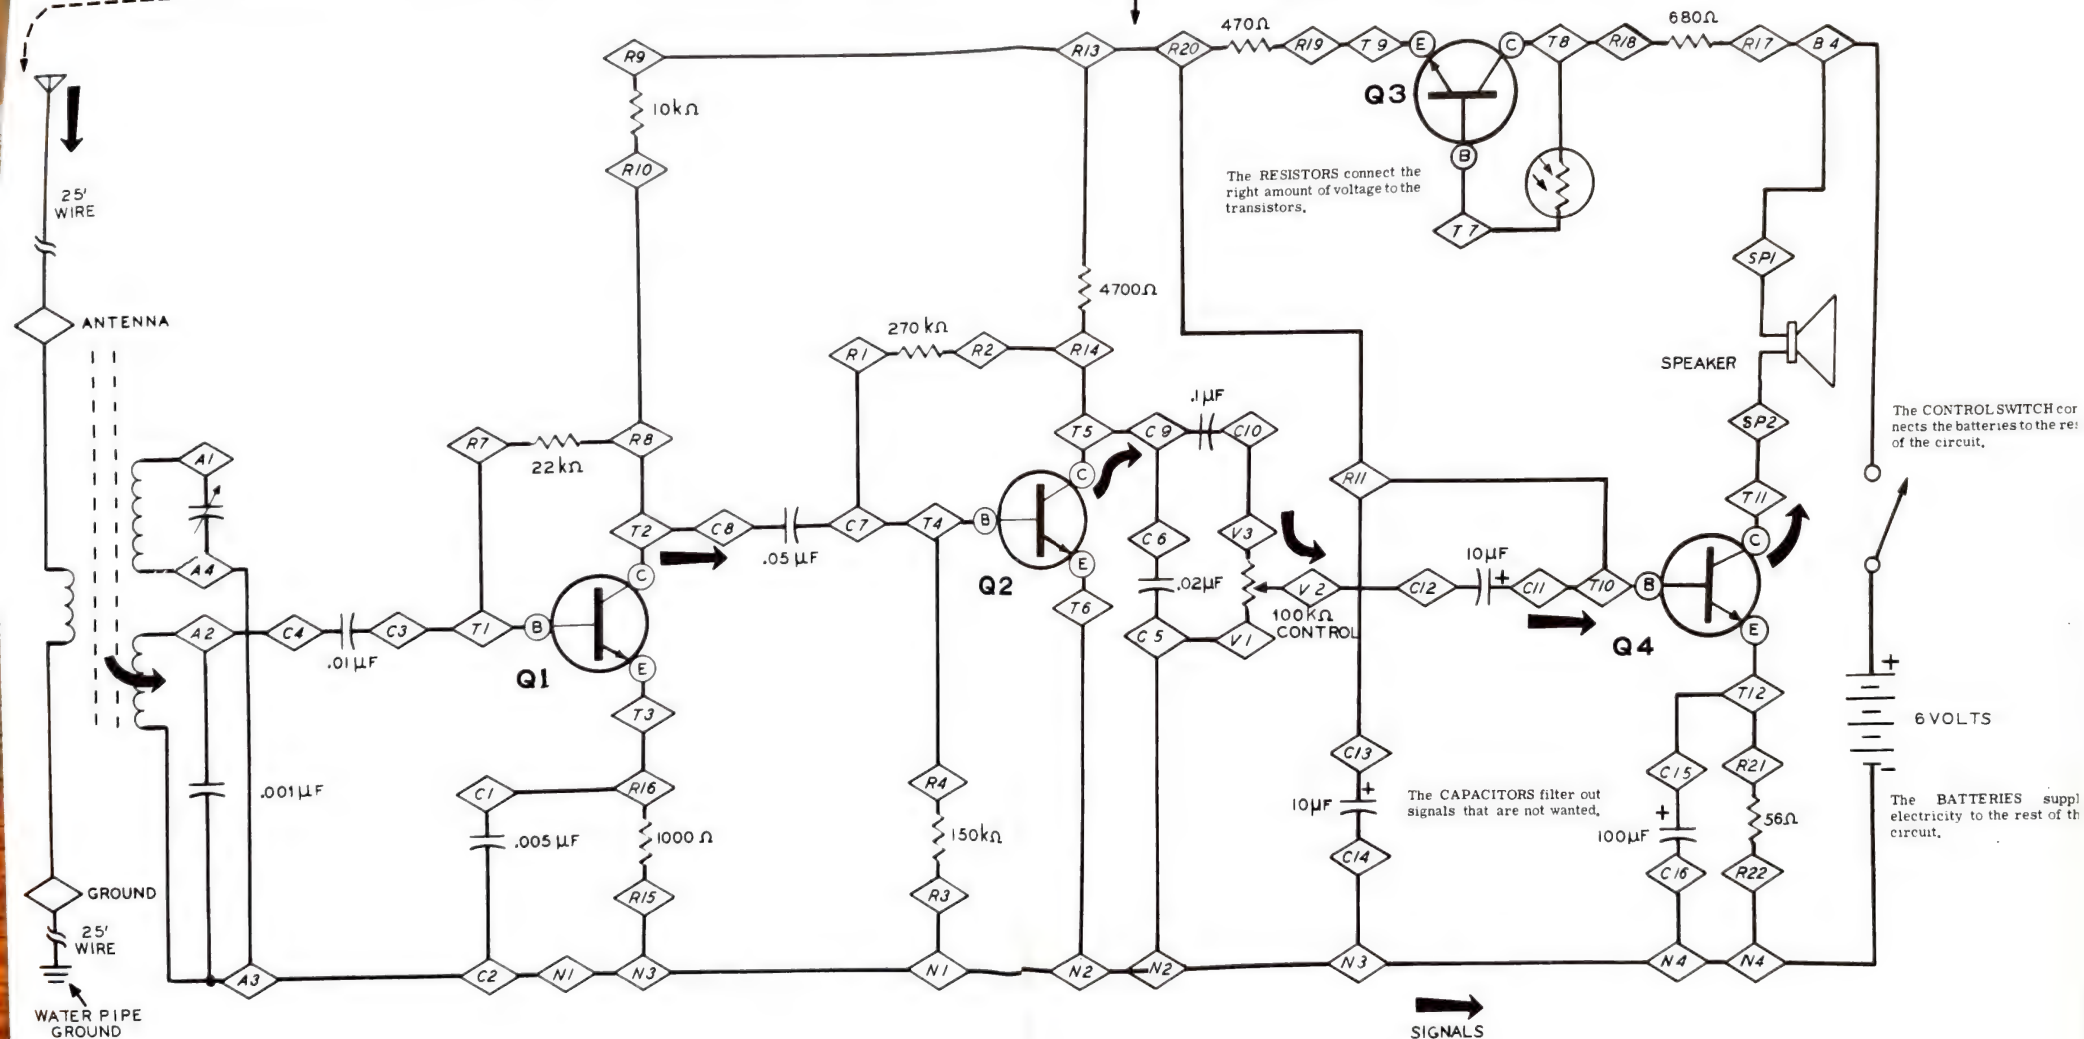 470Ω
680Ω
R9
R13
R20
R19
T9
E
C
T8
R18
R17
B4
Q3
10kΩ
B
R10
The RESISTORS connect the
right amount of voltage to the
transistors.
25'
WIRE
T7
SP1
4700Ω
ANTENNA
270kΩ
R1
R2
R14
SPEAKER
.1µF
The CONTROL SWITCH con
nects the batteries to the re
of the circuit.
R7
22kΩ
R8
T5
C9
C10
SP2
A1
C
R11
T11
T2
C8
.05µF
C7
T4
B
C6
V3
10µF
C
A4
C
Q2
E
.02µF
V2
C12
+
C11
T10
B
T6
100kΩ
CONTROL
A2
C4
.01µF
C3
T1
B
C5
V1
E
Q1
E
Q4
+
T3
T12
6 VOLTS
C13
C15
R21
-
.001µF
C1
R16
R4
10µF
+
The CAPACITORS filter out
signals that are not wanted.
+
100µF
56Ω
The BATTERIES suppl
electricity to the rest of th
circuit.
.005µF
1000Ω
150kΩ
C14
C16
R22
GROUND
R15
R3
25'
WIRE
A3
C2
N1
N3
N1
N2
N2
N3
N4
N4
WATER PIPE
GROUND
SIGNALS